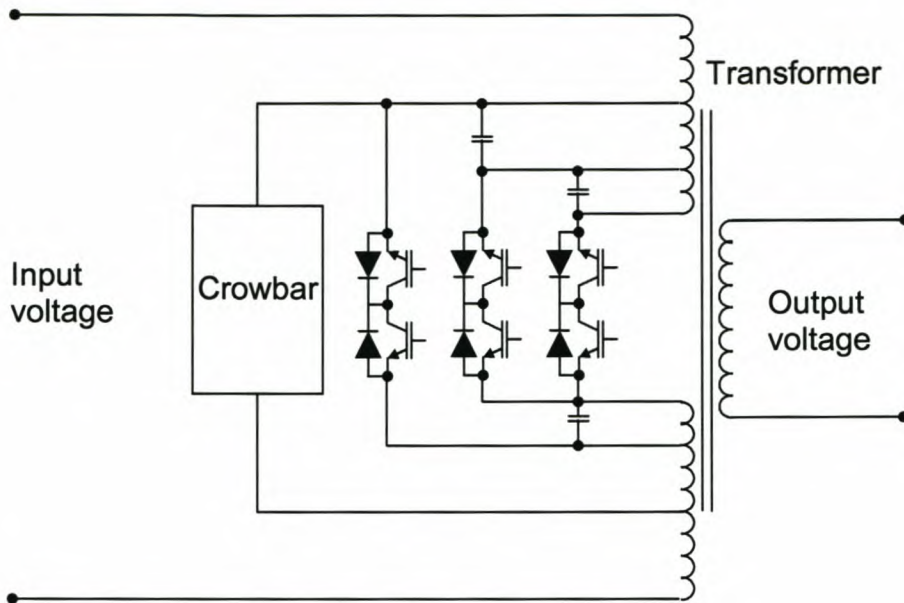 Transformer
Input
voltage
Crowbar
Output
voltage